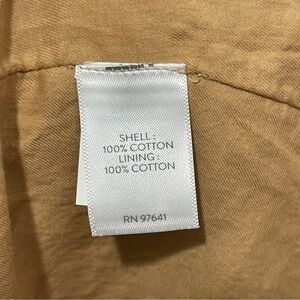 SHELL :
100% COTTON
LINING :
100% COTTON
RN 97641